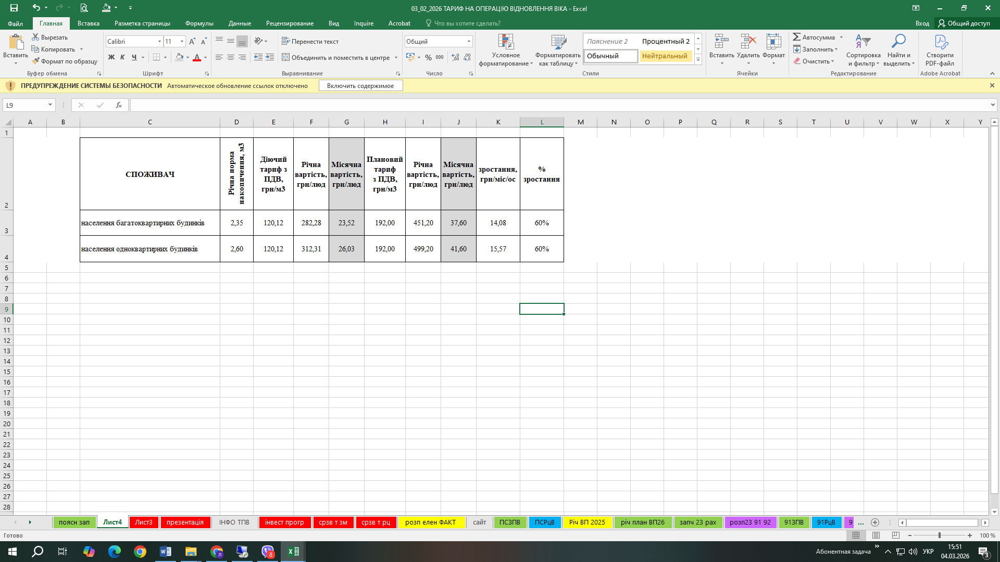 03_02_2026 ТАРИФ НА ОПЕРАЦІЮ ВІДНОВЛЕННЯ ВІКА - Excel
Файл Главная Вставка Разметка страницы Формулы Данные Рецензирование Вид Inquire Acrobat Что вы хотите сделать? Вход Общий доступ
Вставить
Вырезать
Копировать
Формат по образцу
Буфер обмена
Calibri 11
Ж К Ч А
Шрифт
Перенести текст
Объединить и поместить в центре
Выравнивание
Общий
% 000
Число
Условное форматирование
Форматировать как таблицу
Пояснение 2 Процентный 2
Обычный Нейтральный
Стили
Вставить Удалить Формат
Ячейки
Автосумма
Заполнить
Очистить
Сортировка и фильтр
Найти и выделить
Редактирование
Створити PDF-файл
Adobe Acrobat
ПРЕДУПРЕЖДЕНИЕ СИСТЕМЫ БЕЗОПАСНОСТИ Автоматическое обновление ссылок отключено Включить содержимое
L9 fx
A B C D E F G H I J K L M N O P Q R S T U V W X Y
1
2 СПОЖИВАЧ Річна норма накопичення, м3 Діючий тариф з ПДВ, грн/м3 Річна вартість, грн/люд Місячна вартість, грн/люд Плановий тариф з ПДВ, грн/м3 Річна вартість, грн/люд Місячна вартість, грн/люд зростання, грн/міс/ос % зростання
3 населення багатоквартирних будинків 2,35 120,12 282,28 23,52 192,00 451,20 37,60 14,08 60%
4 населення одноквартирних будинків 2,60 120,12 312,31 26,03 192,00 499,20 41,60 15,57 60%
5
6
7
8
9
10
11
12
13
14
15
16
17
18
19
20
21
22
23
24
25
26
27
28
поясн зап Лист4 Лист3 презентація ІНФО ТПВ інвест прогр срзв т зм срзв т рц розп елен ФАКТ сайт ПСЗПВ ПСРцВ Річ ВП 2025 річ план ВП26 запч 23 рах розп23 91 92 91ЗПВ 91РцВ 9 ...
Готово 100 %
Абонентная задача УКР 15:51
04.03.2026
8
3